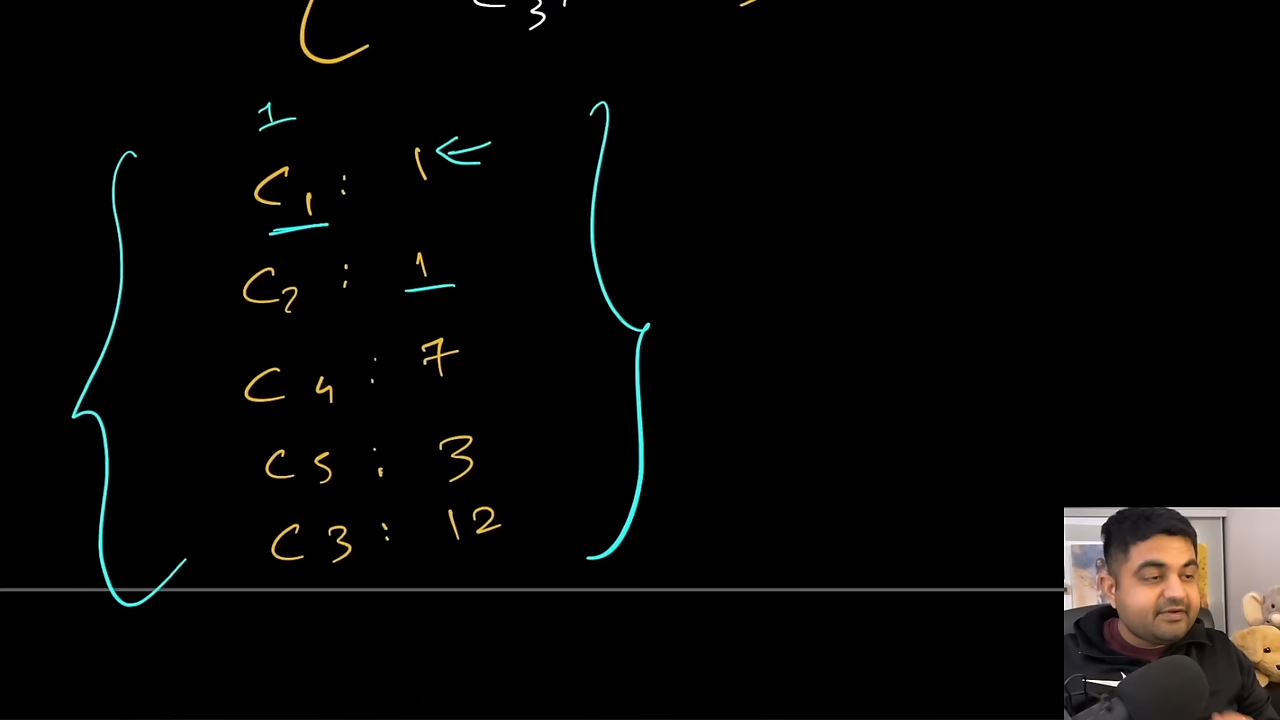 1
C1 : 1 ←
C2 : 1
C4 : 7
C5 : 3
C3 : 12